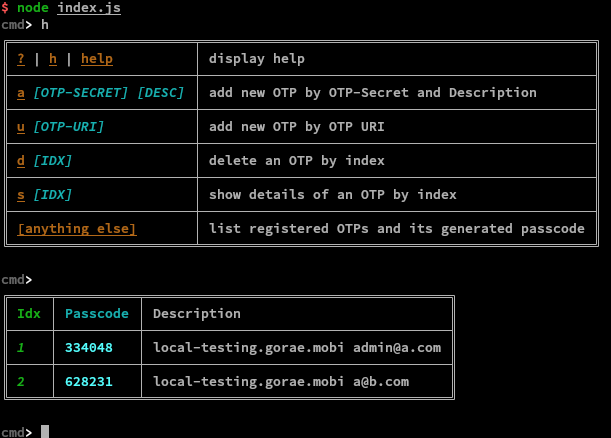 $ node index.js
cmd> h
? | h | help display help
a [OTP-SECRET] [DESC] add new OTP by OTP-Secret and Description
u [OTP-URI] add new OTP by OTP URI
d [IDX] delete an OTP by index
s [IDX] show details of an OTP by index
[anything else] list registered OTPs and its generated passcode
cmd>
Idx Passcode Description
1 334048 local-testing.gorae.mobi admin@a.com
2 628231 local-testing.gorae.mobi a@b.com
cmd>